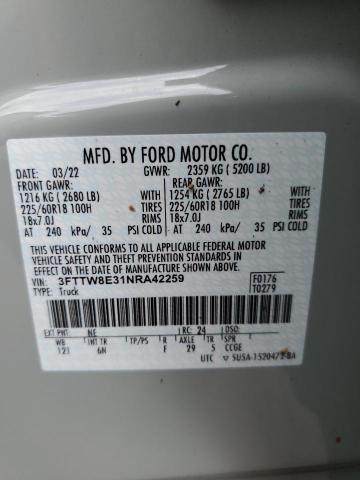 MFD. BY FORD MOTOR CO.
DATE: 03/22 GVWR: 2359 KG ( 5200 LB)
FRONT GAWR: REAR GAWR:
1216 KG ( 2680 LB) WITH 1254 KG ( 2765 LB) WITH
225/60R18 100H TIRES 225/60R18 100H TIRES
18x7.0J RIMS 18x7.0J RIMS
AT 240 kPa/ 35 PSI COLD AT 240 kPa/ 35 PSI COLD
THIS VEHICLE CONFORMS TO ALL APPLICABLE FEDERAL MOTOR
VEHICLE SAFETY AND BUMPER STANDARDS AND THEFT PREVENTION STANDARDS
IN EFFECT ON THE DATE OF MANUFACTURE SHOWN ABOVE.
VIN: 3FTTW8E31NRA42259 F0176
TYPE: Truck T0279
EXT PNT: NE RC: 24 DSO:
WB INT TR TP/PS R AXLE TR SPR
121 6N F 29 5 CCGE
UTC 5U5A-1520472-BA